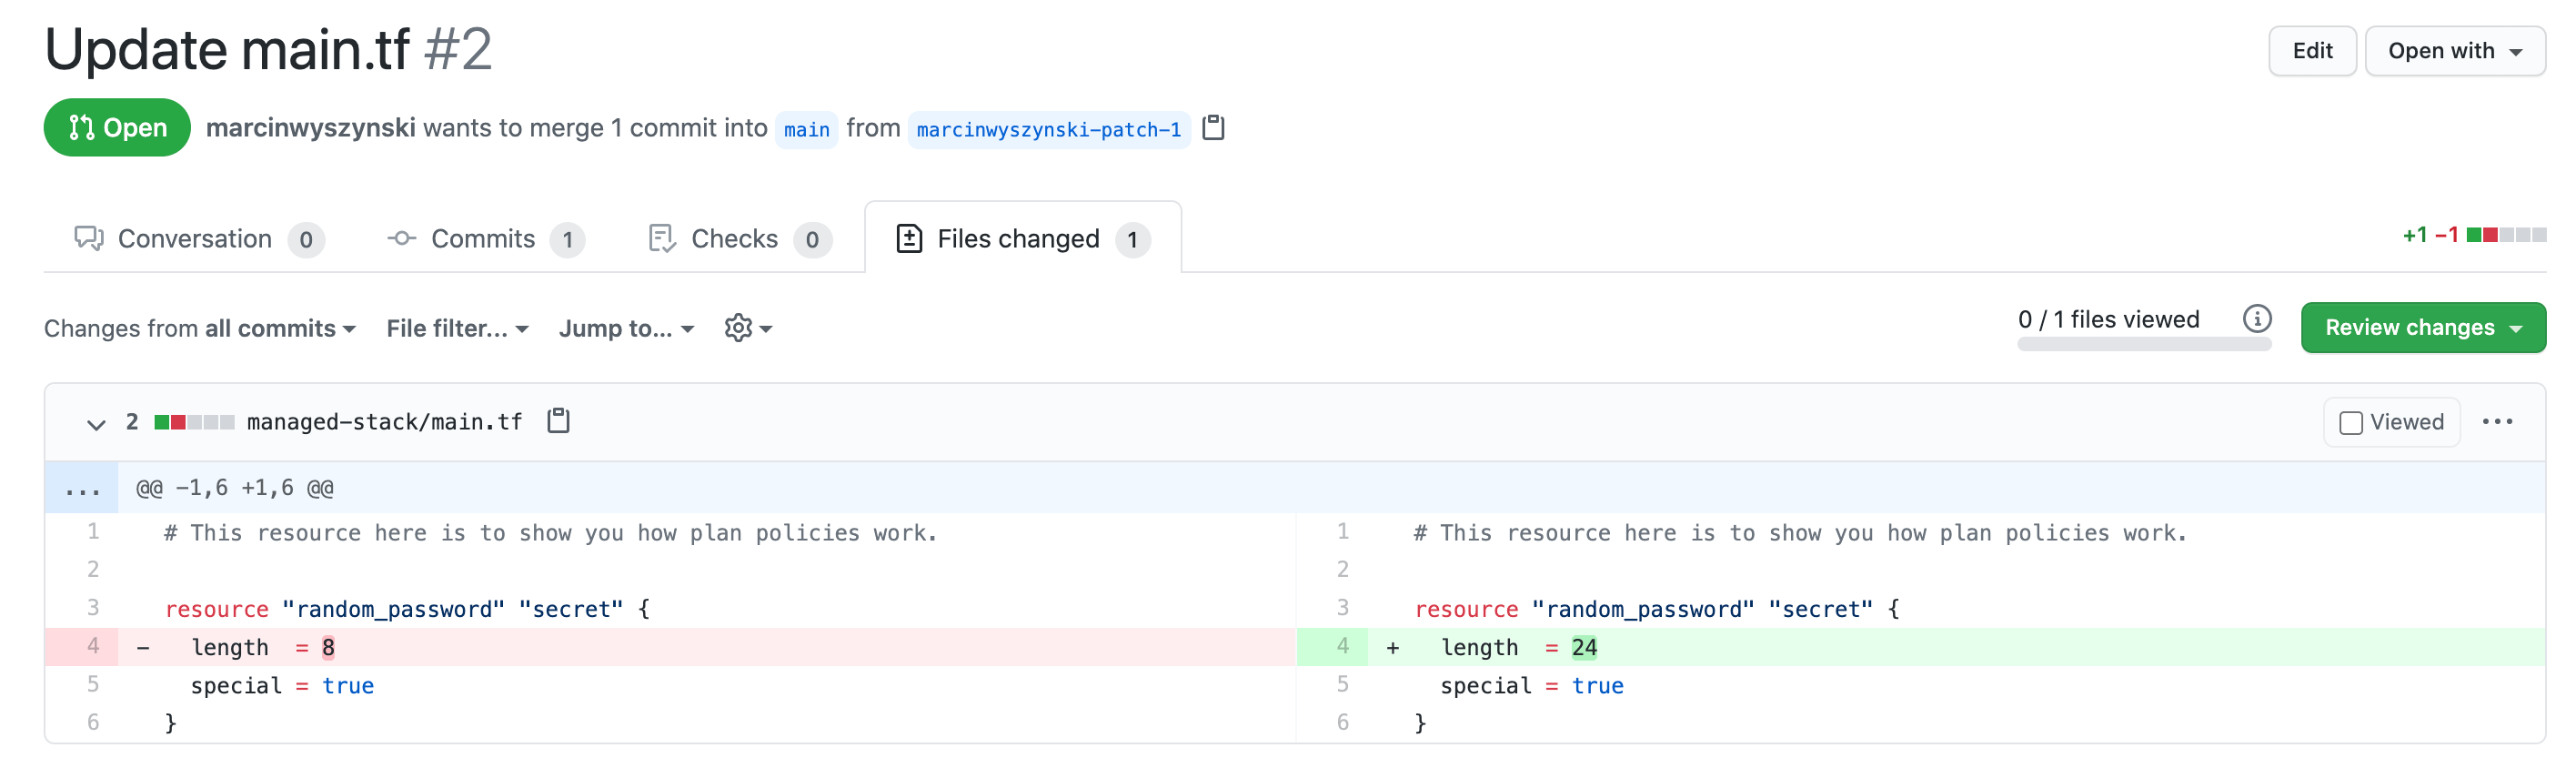 Update main.tf #2
Edit
Open with
Open
marcinwyszynski wants to merge 1 commit into main from marcinwyszynski-patch-1
Conversation 0
Commits 1
Checks 0
Files changed 1
+1 −1
Changes from all commits
File filter...
Jump to...
0 / 1 files viewed
Review changes
2 managed-stack/main.tf
Viewed
...
... @@ -1,6 +1,6 @@
1 # This resource here is to show you how plan policies work.
2
3 resource "random_password" "secret" {
4 - length = 8
5 special = true
6 }
1 # This resource here is to show you how plan policies work.
2
3 resource "random_password" "secret" {
4 + length = 24
5 special = true
6 }